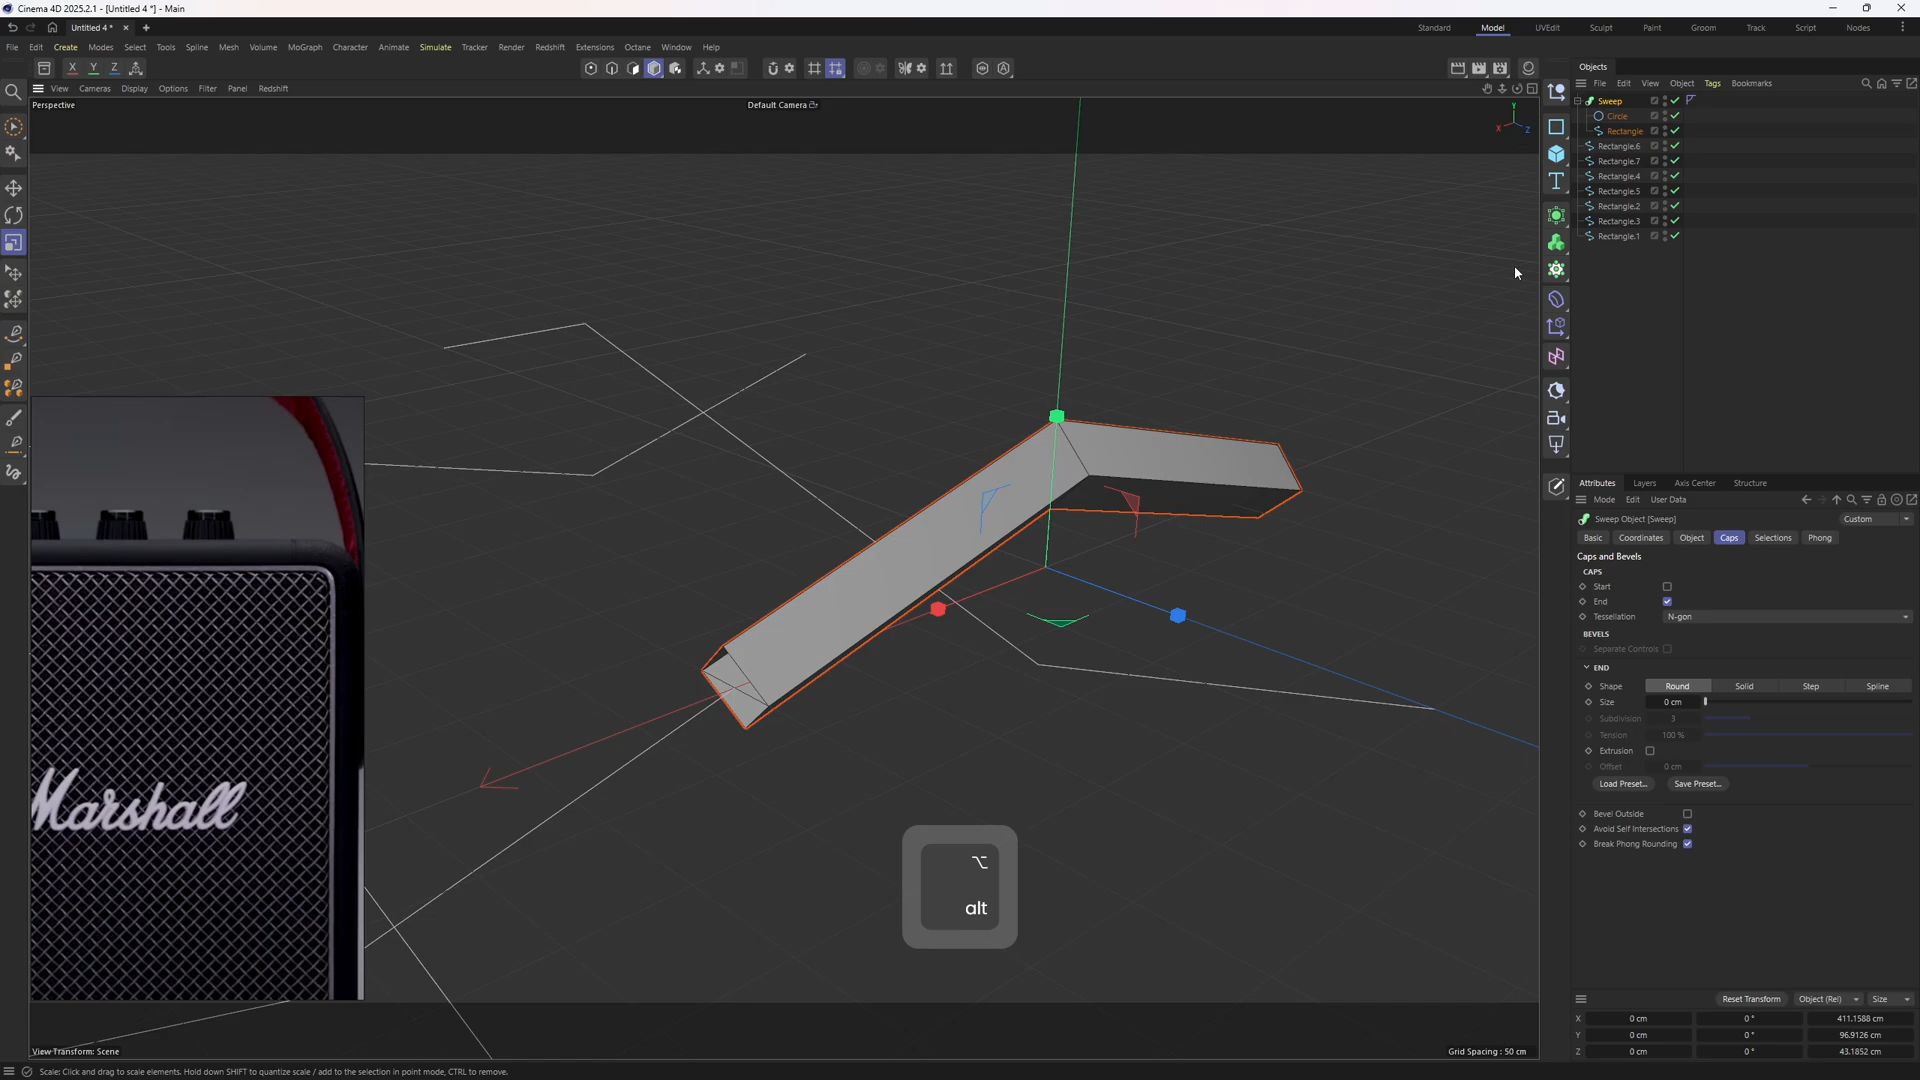 Cinema 4D 2025.2.1 - [Untitled 4 *] - Main
Untitled 4 *
Standard Model UVEdit Sculpt Paint Groom Track Script Nodes
File Edit Create Modes Select Tools Spline Mesh Volume MoGraph Character Animate Simulate Tracker Render Redshift Extensions Octane Window Help
X Y Z
Objects
View Cameras Display Options Filter Panel Redshift
File Edit View Object Tags Bookmarks
Perspective
Default Camera
Y
X
Z
Sweep
Circle
Rectangle
Rectangle.6
Rectangle.7
Rectangle.4
Rectangle.5
Rectangle.2
Rectangle.3
Rectangle.1
Attributes Layers Axis Center Structure
Mode Edit User Data
Sweep Object [Sweep] Custom
Basic Coordinates Object Caps Selections Phong
Caps and Bevels
CAPS
Start
End
Tessellation N-gon
BEVELS
Separate Controls
END
Shape Round Solid Step Spline
Size 0 cm
Subdivision 3
Tension 100 %
Extrusion
Offset 0 cm
Load Preset... Save Preset...
Bevel Outside
Avoid Self Intersections
Break Phong Rounding
Marshall
alt
Reset Transform Object (Rel) Size
X 0 cm 0 ° 411.1588 cm
Y 0 cm 0 ° 96.9126 cm
Z 0 cm 0 ° 43.1852 cm
View Transform: Scene
Grid Spacing : 50 cm
Scale: Click and drag to scale elements. Hold down SHIFT to quantize scale / add to the selection in point mode, CTRL to remove.